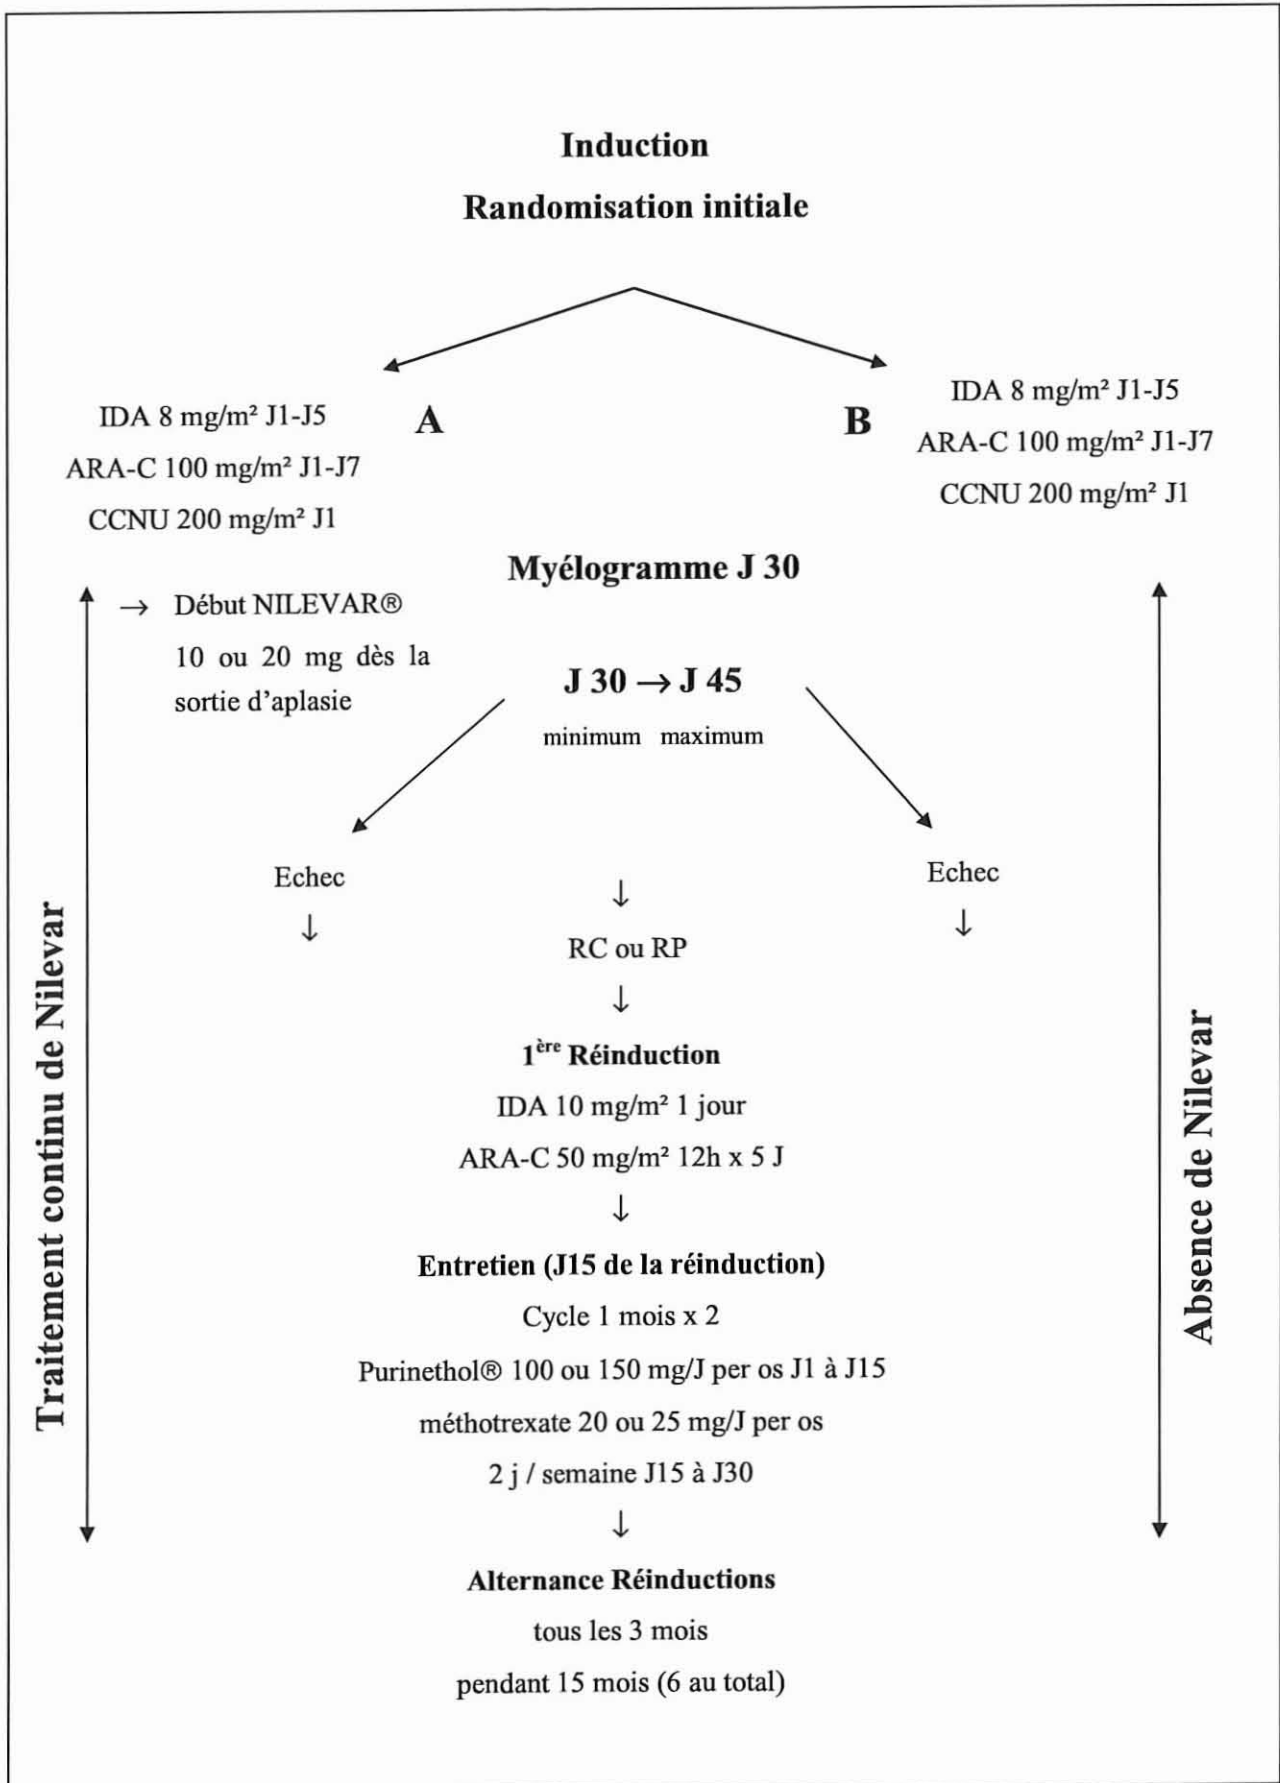 Induction
Randomisation initiale
IDA 8 mg/m² J1-J5
ARA-C 100 mg/m² J1-J7
CCNU 200 mg/m² J1
A
B
IDA 8 mg/m² J1-J5
ARA-C 100 mg/m² J1-J7
CCNU 200 mg/m² J1
Myélogramme J 30
→ Début NILEVAR®
10 ou 20 mg dès la
sortie d'aplasie
J 30 → J 45
minimum maximum
Echec
↓
Echec
↓
↓
RC ou RP
↓
1ère Réinduction
IDA 10 mg/m² 1 jour
ARA-C 50 mg/m² 12h x 5 J
↓
Entretien (J15 de la réinduction)
Cycle 1 mois x 2
Purinethol® 100 ou 150 mg/J per os J1 à J15
méthotrexate 20 ou 25 mg/J per os
2 j / semaine J15 à J30
↓
Alternance Réinductions
tous les 3 mois
pendant 15 mois (6 au total)
Traitement continu de Nilevar
Absence de Nilevar